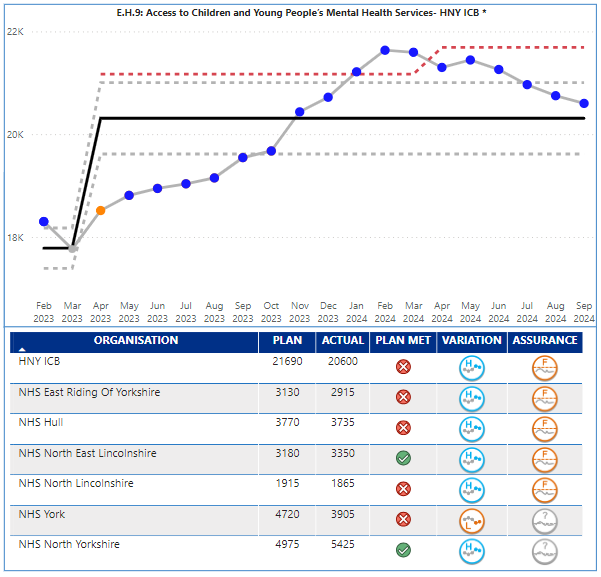 E.H.9: Access to Children and Young People's Mental Health Services- HNY ICB *
22K
20K
18K
Feb 2023 Mar 2023 Apr 2023 May 2023 Jun 2023 Jul 2023 Aug 2023 Sep 2023 Oct 2023 Nov 2023 Dec 2023 Jan 2024 Feb 2024 Mar 2024 Apr 2024 May 2024 Jun 2024 Jul 2024 Aug 2024 Sep 2024
ORGANISATION PLAN ACTUAL PLAN MET VARIATION ASSURANCE
HNY ICB 21690 20600 H F
NHS East Riding Of Yorkshire 3130 2915 H F
NHS Hull 3770 3735 H F
NHS North East Lincolnshire 3180 3350 H F
NHS North Lincolnshire 1915 1865 H F
NHS York 4720 3905 L ?
NHS North Yorkshire 4975 5425 H ?